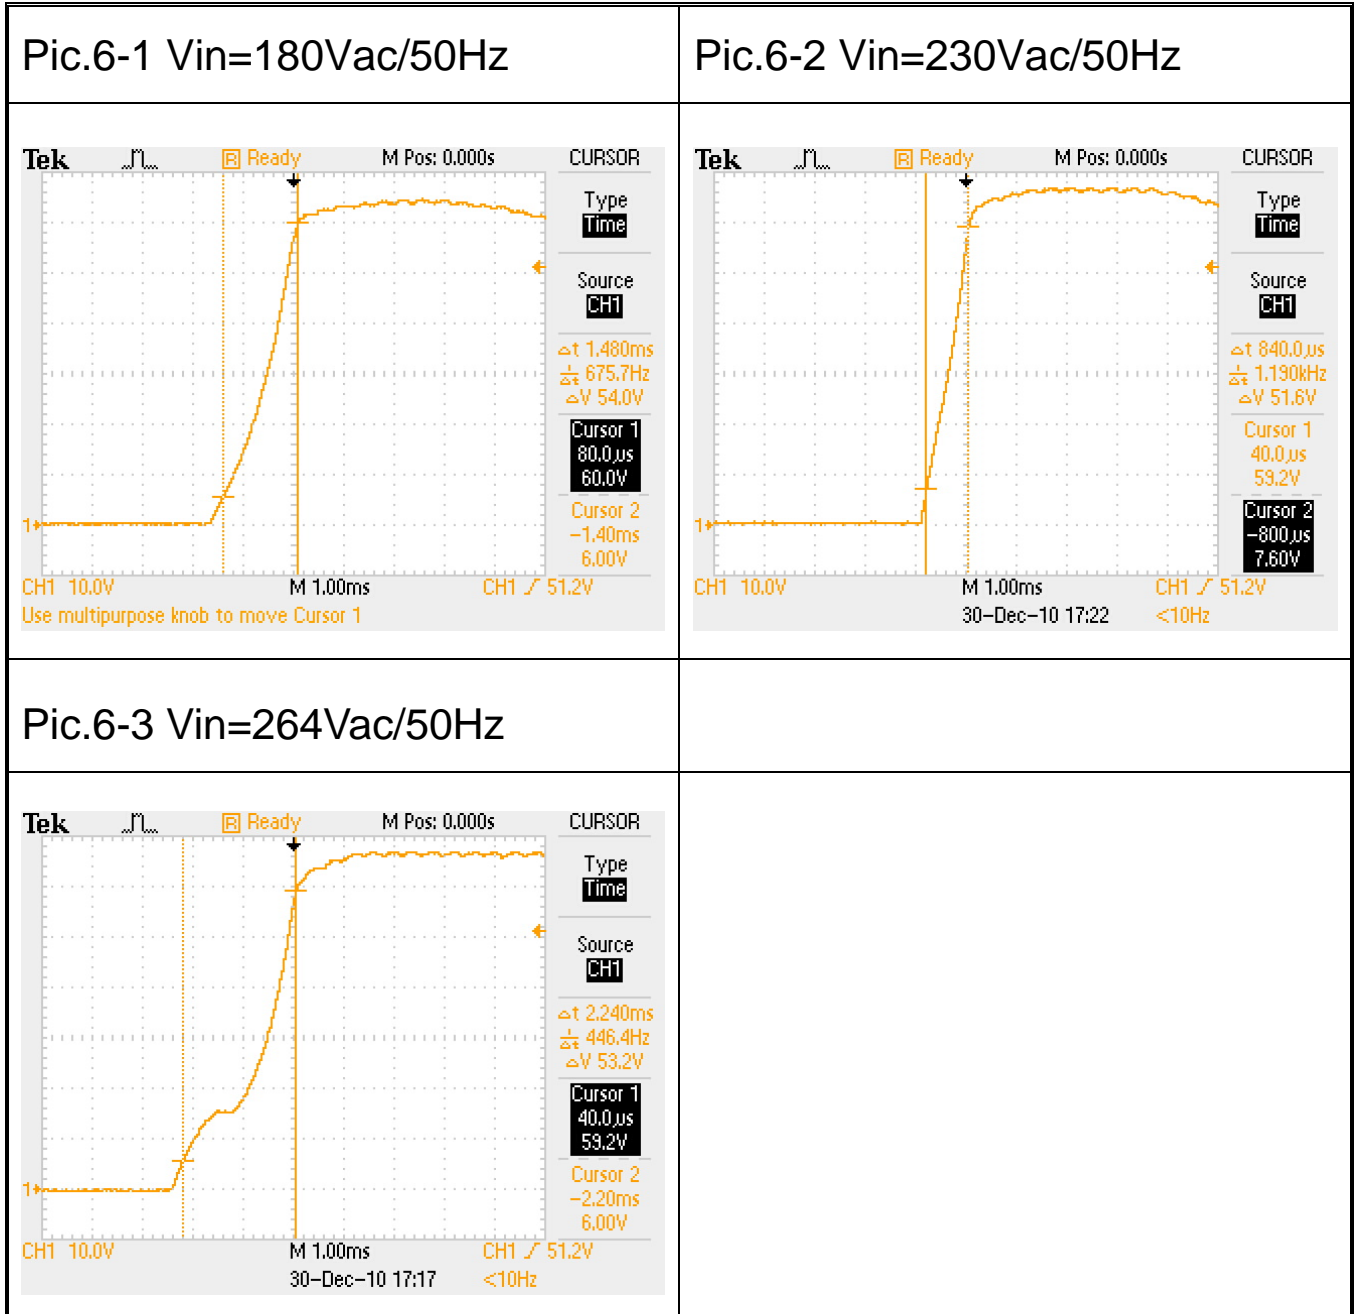 Pic.6-1 Vin=180Vac/50Hz
Pic.6-2 Vin=230Vac/50Hz
Tek R Ready M Pos: 0.000s CURSOR
Type
Time
Source
CH1
△t 1.480ms
1/△t 675.7Hz
△V 54.0V
Cursor 1
80.0µs
60.0V
Cursor 2
-1.40ms
6.00V
1
CH1 10.0V M 1.00ms CH1 51.2V
Use multipurpose knob to move Cursor 1
Tek R Ready M Pos: 0.000s CURSOR
Type
Time
Source
CH1
△t 840.0µs
1/△t 1.190kHz
△V 51.6V
Cursor 1
40.0µs
59.2V
Cursor 2
-800µs
7.60V
1
CH1 10.0V M 1.00ms CH1 51.2V
30-Dec-10 17:22 <10Hz
Pic.6-3 Vin=264Vac/50Hz
Tek R Ready M Pos: 0.000s CURSOR
Type
Time
Source
CH1
△t 2.240ms
1/△t 446.4Hz
△V 53.2V
Cursor 1
40.0µs
59.2V
Cursor 2
-2.20ms
6.00V
1
CH1 10.0V M 1.00ms CH1 51.2V
30-Dec-10 17:17 <10Hz